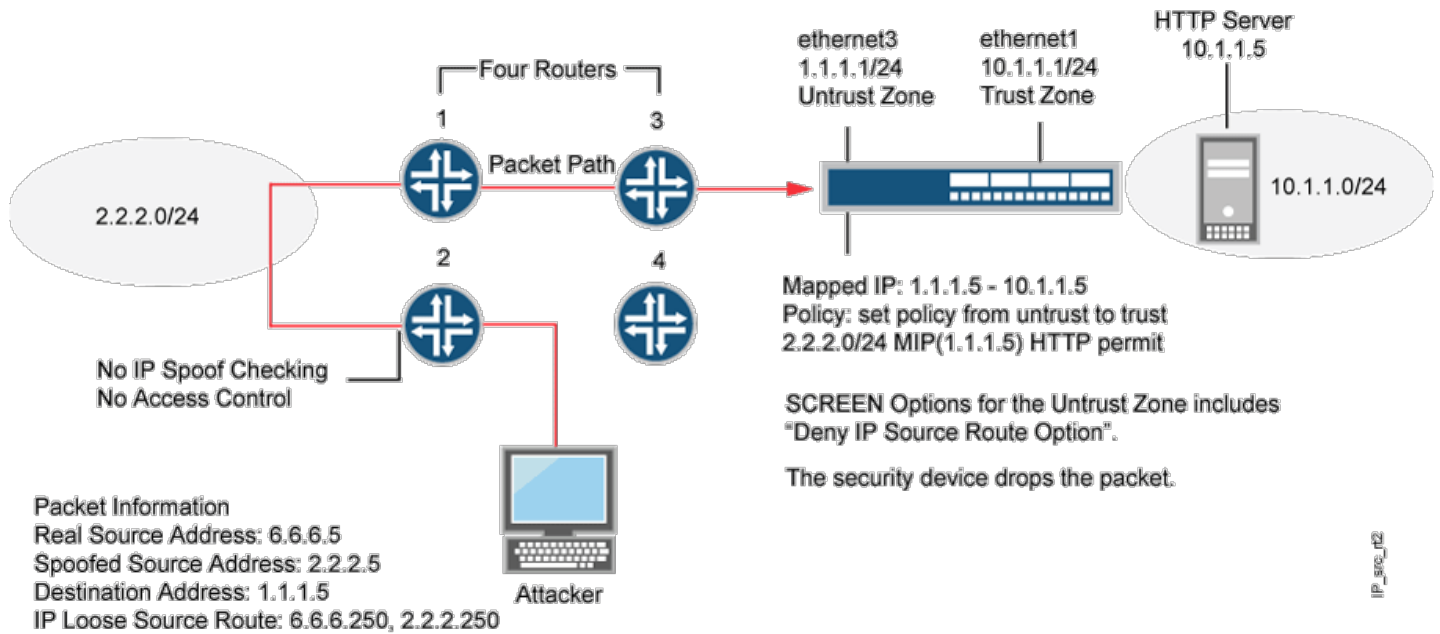 HTTP Server
10.1.1.5
ethernet3
1.1.1.1/24
Untrust Zone
ethernet1
10.1.1.1/24
Trust Zone
Four Routers
1
3
Packet Path
2.2.2.0/24
10.1.1.0/24
2
4
Mapped IP: 1.1.1.5 - 10.1.1.5
Policy: set policy from untrust to trust
2.2.2.0/24 MIP(1.1.1.5) HTTP permit
No IP Spoof Checking
No Access Control
SCREEN Options for the Untrust Zone includes
“Deny IP Source Route Option”.
The security device drops the packet.
Packet Information
Real Source Address: 6.6.6.5
Spoofed Source Address: 2.2.2.5
Destination Address: 1.1.1.5
IP Loose Source Route: 6.6.6.250, 2.2.2.250
Attacker
IP_src_rt2